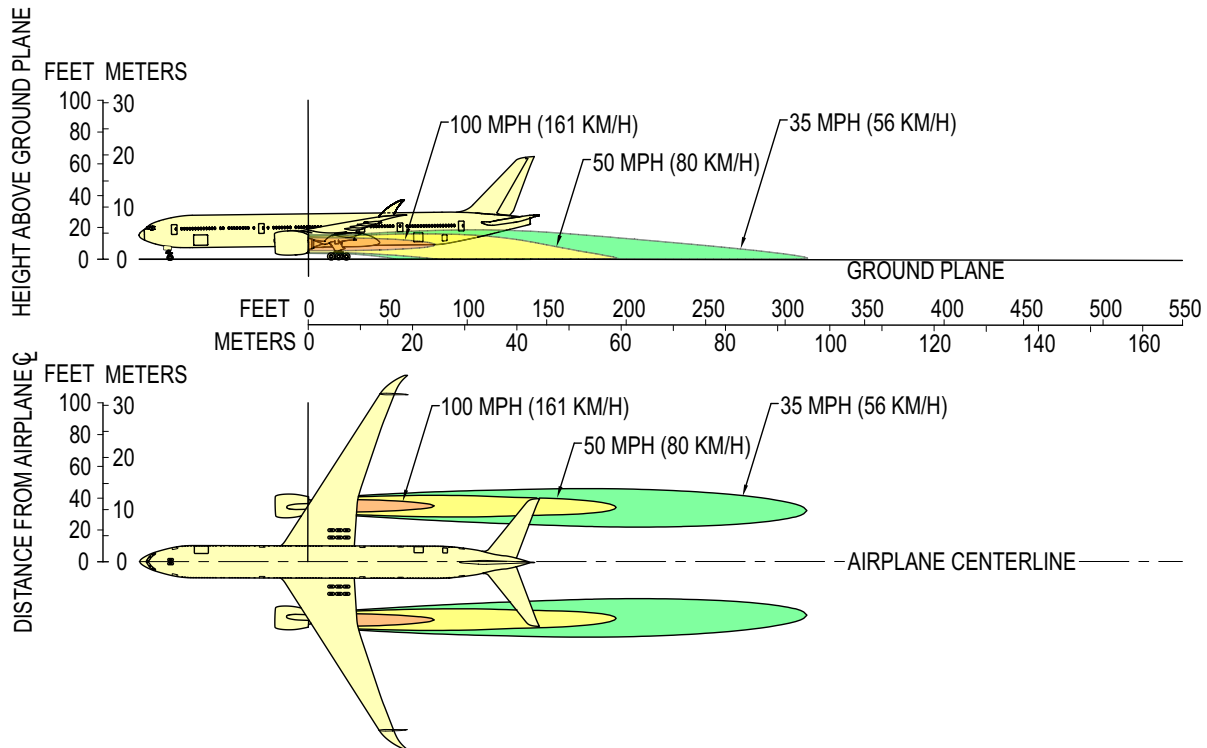 HEIGHT ABOVE GROUND PLANE
FEET METERS
100 30
80
60 20
40 10
20
0 0
100 MPH (161 KM/H)
50 MPH (80 KM/H)
35 MPH (56 KM/H)
GROUND PLANE
FEET 0 50 100 150 200 250 300 350 400 450 500 550
METERS 0 20 40 60 80 100 120 140 160
DISTANCE FROM AIRPLANE ℄
FEET METERS
100 30
80 20
60
40 10
20
0 0
100 MPH (161 KM/H)
50 MPH (80 KM/H)
35 MPH (56 KM/H)
AIRPLANE CENTERLINE